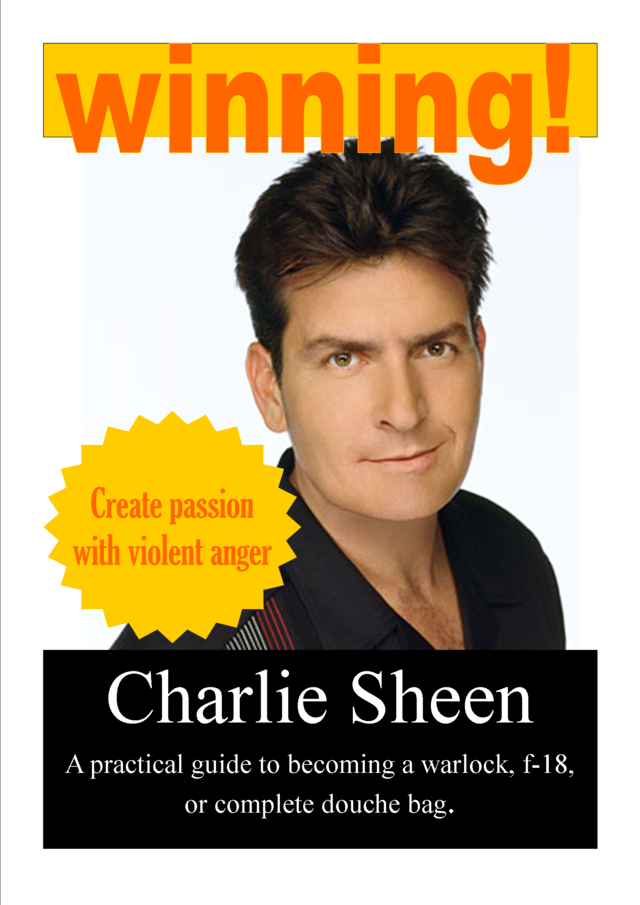 winning!
Create passion
with violent anger
Charlie Sheen
A practical guide to becoming a warlock, f-18,
or complete douche bag.